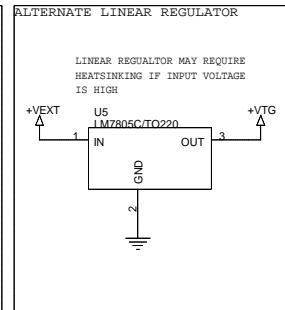 ALTERNATE LINEAR REGULATOR
LINEAR REGUALTOR MAY REQUIRE
HEATSINKING IF INPUT VOLTAGE
IS HIGH
+VEXT
U5
+VTG
LM7805C/TO220
1
IN
OUT
3
GND
2